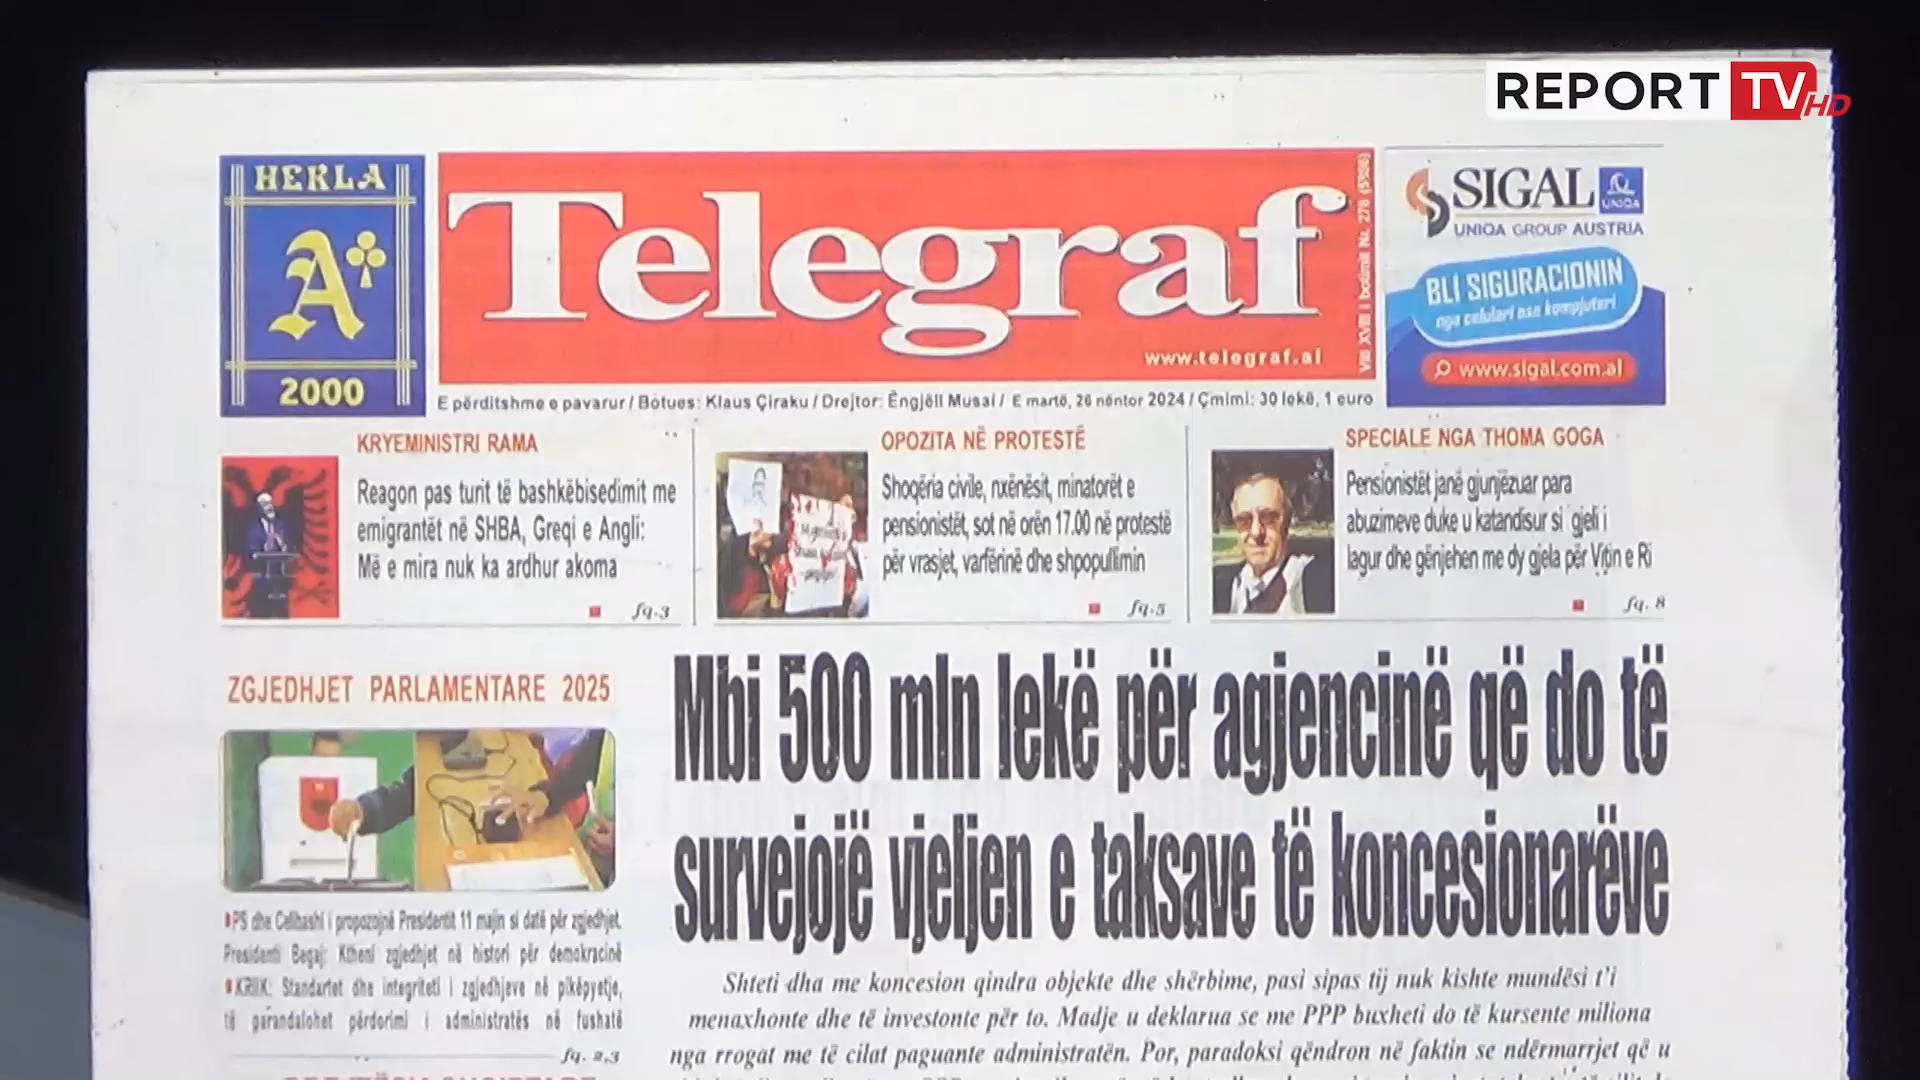 REPORT TV HD
HEKLA
A
2000
Telegraf
www.telegraf.al
Viti XVIII i botimit Nr. 278
SIGAL
UNIQA
UNIQA GROUP AUSTRIA
BLI SIGURACIONIN
nga celulari ose kompjuteri
www.sigal.com.al
E përditshme e pavarur / Botues: Klaus Çiraku / Drejtor: Engjëll Musai / E martë, 26 nëntor 2024 / Çmimi: 30 lekë, 1 euro
KRYEMINISTRI RAMA
Reagon pas turit të bashkëbisedimit me
emigrantët në SHBA, Greqi e Angli:
Më e mira nuk ka ardhur akoma
fq.3
OPOZITA NË PROTESTË
Shoqëria civile, nxënësit, minatorët e
pensionistët, sot në orën 17.00 në protestë
për vrasjet, varfërinë dhe shpopullimin
fq.5
SPECIALE NGA THOMA GOGA
Pensionistët janë gjunjëzuar para
abuzimeve duke u katandisur si gjeli i
lagur dhe gënjehen me dy gjela për Vitin e Ri
fq. 8
ZGJEDHJET PARLAMENTARE 2025
PS dhe Celibashi i propozojnë Presidentit 11 majin si datë për zgjedhjet,
Presidenti Begaj: Ktheni zgjedhjet në histori për demokracinë
KRIIK: Standartet dhe integriteti i zgjedhjeve në pikëpyetje,
të parandalohet përdorimi i administratës në fushatë
fq. 2,3
Mbi 500 mln lekë për agjencinë që do të
survejojë vjeljen e taksave të koncesionarëve
Shteti dha me koncesion qindra objekte dhe shërbime, pasi sipas tij nuk kishte mundësi t'i
menaxhonte dhe të investonte për to. Madje u deklarua se me PPP buxheti do të kursente miliona
nga rrogat me të cilat paguante administratën. Por, paradoksi qëndron në faktin se ndërmarrjet që u